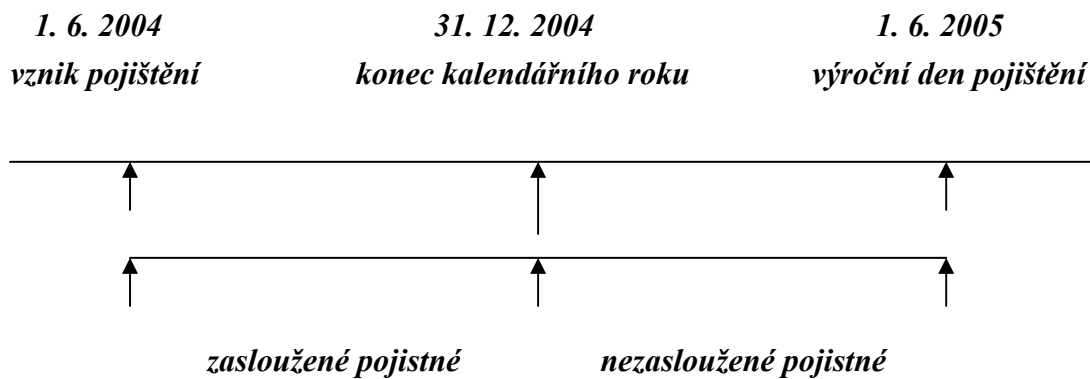 1. 6. 2004 31. 12. 2004 1. 6. 2005
vznik pojištění konec kalendářního roku výroční den pojištění
zasloužené pojistné nezasloužené pojistné